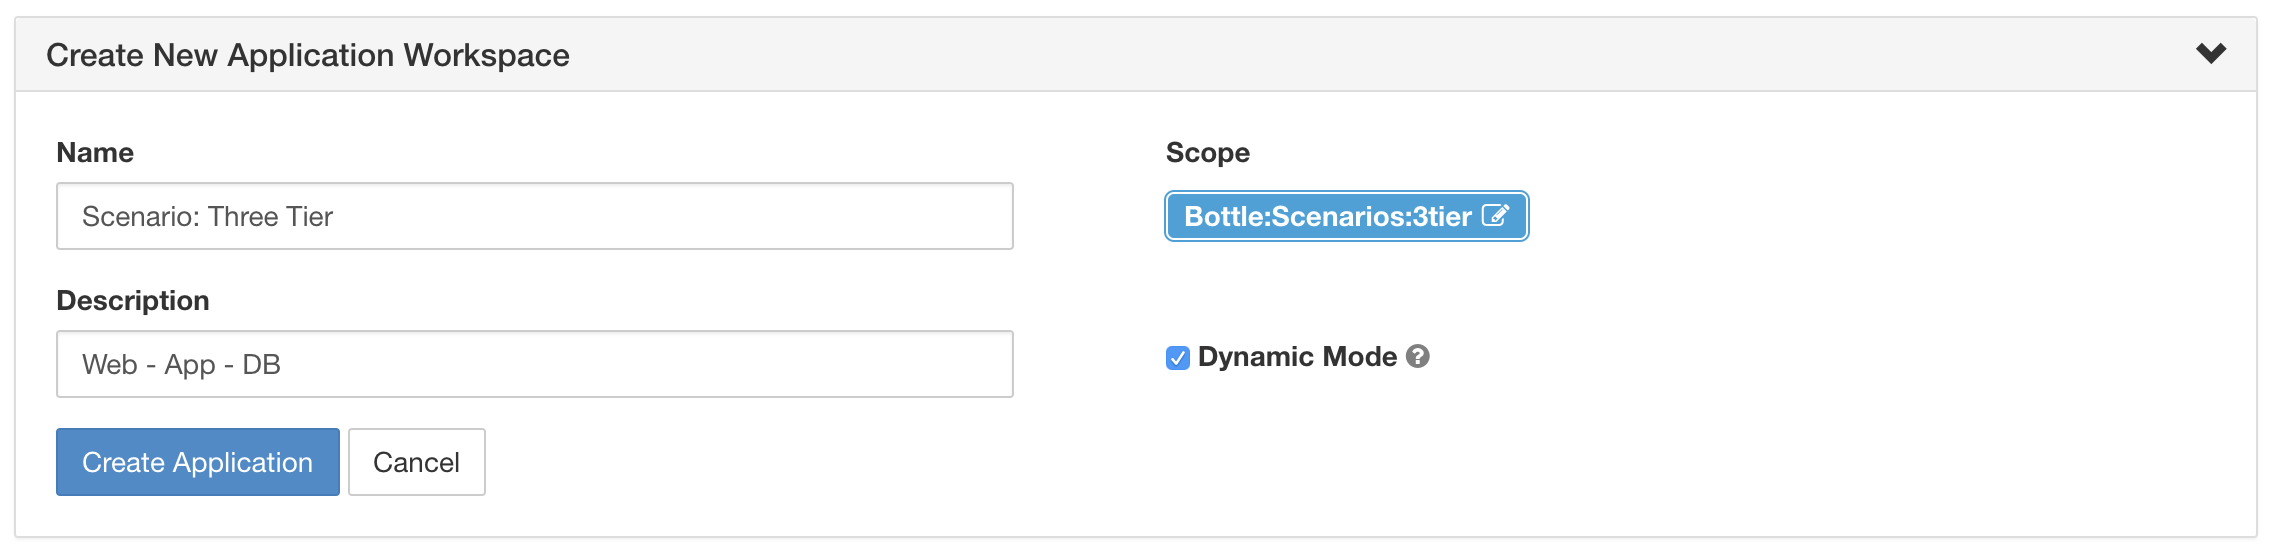 Create New Application Workspace
Name
Scenario: Three Tier
Scope
Bottle:Scenarios:3tier
Description
Web - App - DB
Dynamic Mode ?
Create Application
Cancel